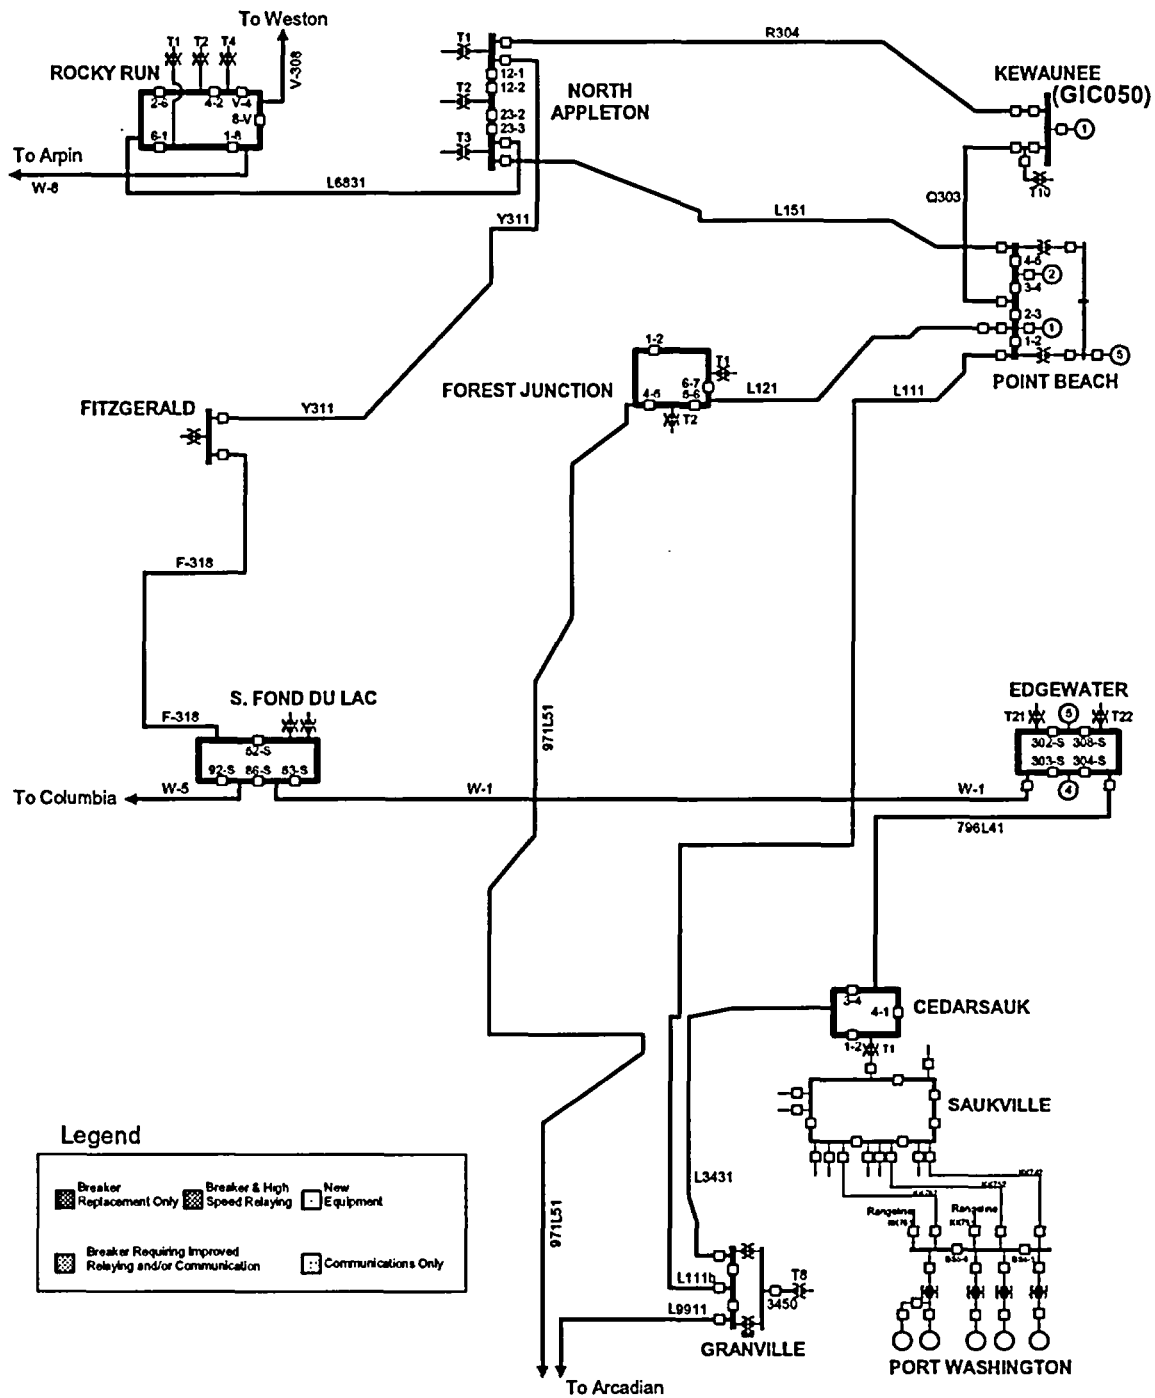 To Weston
T1 T2 T4
V-308
ROCKY RUN
2-6 4-2 V-4
8-V
6-1 1-8
To Arpin
W-6
L6831
T1
12-1
12-2
T2
23-2
23-3
T3
NORTH
APPLETON
R304
KEWAUNEE
(GIC050)
1
T10
Q303
L151
Y311
4-5
2
3-4
2-3
1
1-2
5
POINT BEACH
1-2
T1
FOREST JUNCTION
6-7
4-5 5-6
T2
L121
L111
FITZGERALD
Y311
F-318
S. FOND DU LAC
F-318
52-S
92-S 86-S 53-S
To Columbia
W-5
W-1
W-1
971L51
EDGEWATER
T21 5 T22
302-S 308-S
303-S 304-S
4
796L41
3-4
4-1
CEDARSAUK
1-2 T1
SAUKVILLE
Rangeline
Rangeline
L3431
971L51
L111b
T8
3450
L9911
GRANVILLE
PORT WASHINGTON
To Arcadian
Legend
Breaker
Replacement Only
Breaker & High
Speed Relaying
New
Equipment
Breaker Requiring Improved
Relaying and/or Communication
Communications Only